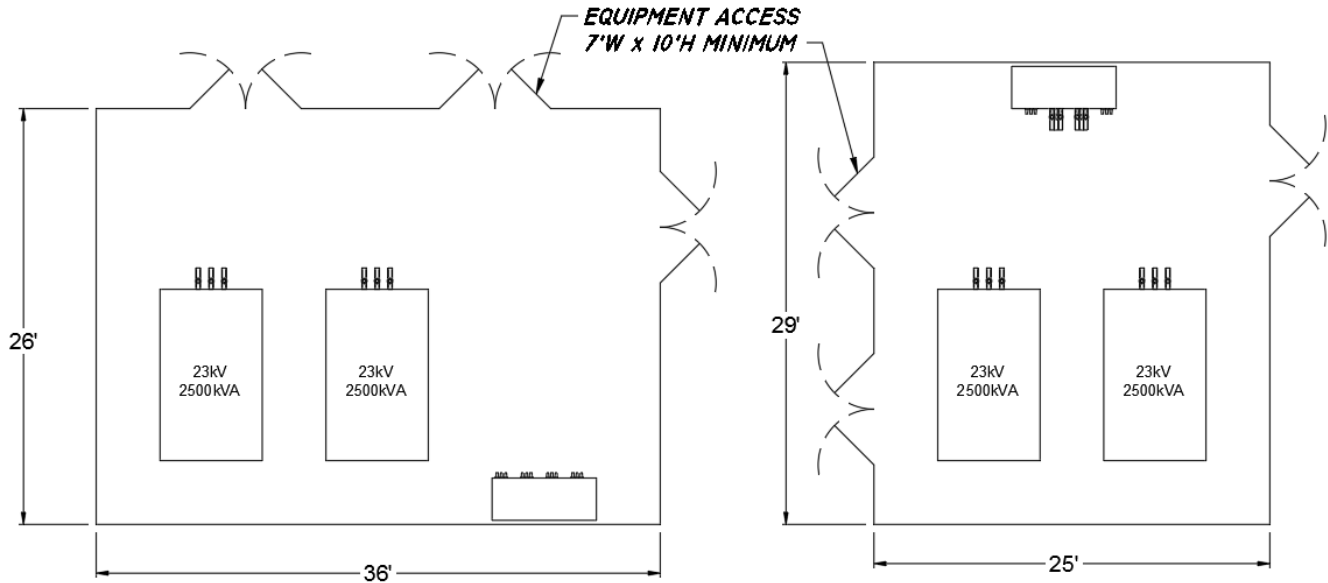 EQUIPMENT ACCESS
7'W x 10'H MINIMUM
26'
23kV
2500kVA
23kV
2500kVA
36'
29'
23kV
2500kVA
23kV
2500kVA
25'